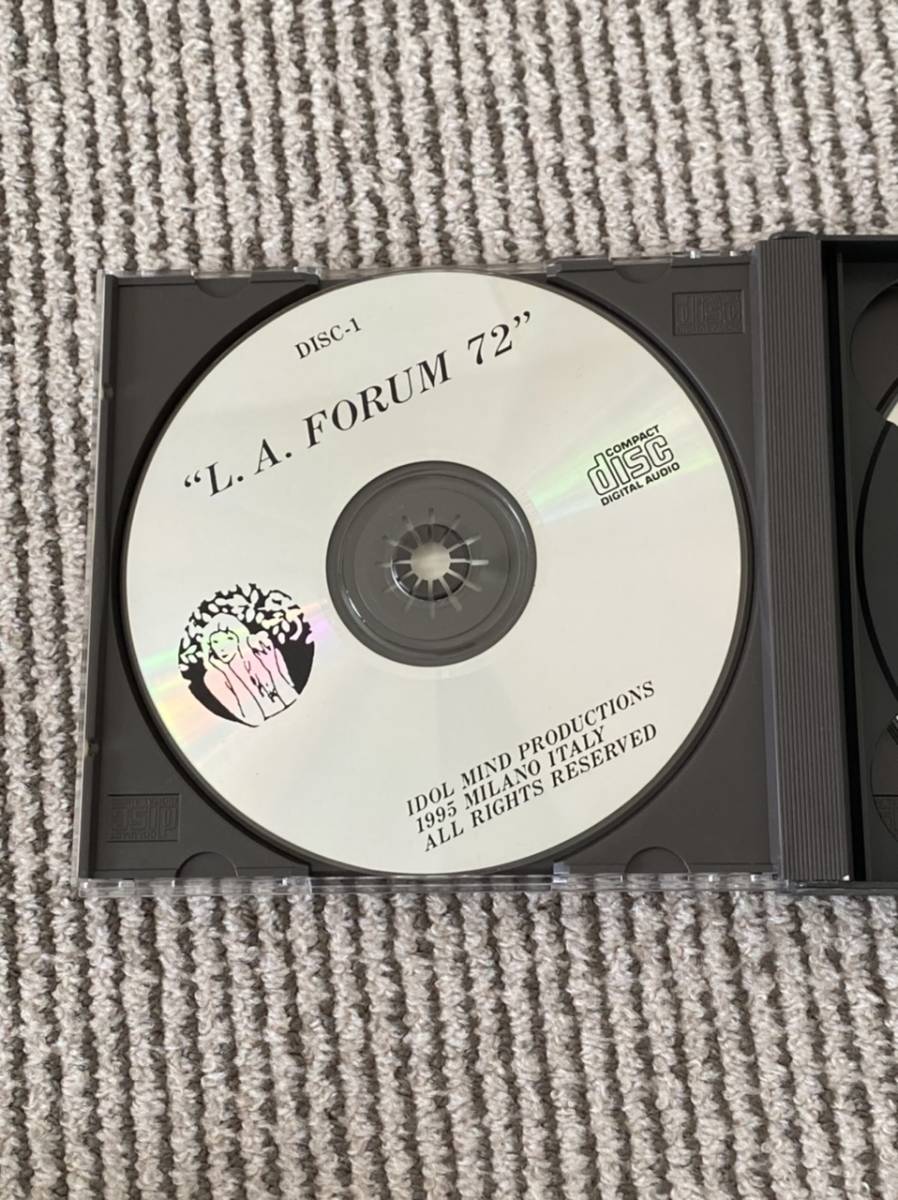 DISC-1
“L. A. FORUM 72”
COMPACT
disc
DIGITAL AUDIO
IDOL MIND PRODUCTIONS
1995 MILANO ITALY
ALL RIGHTS RESERVED